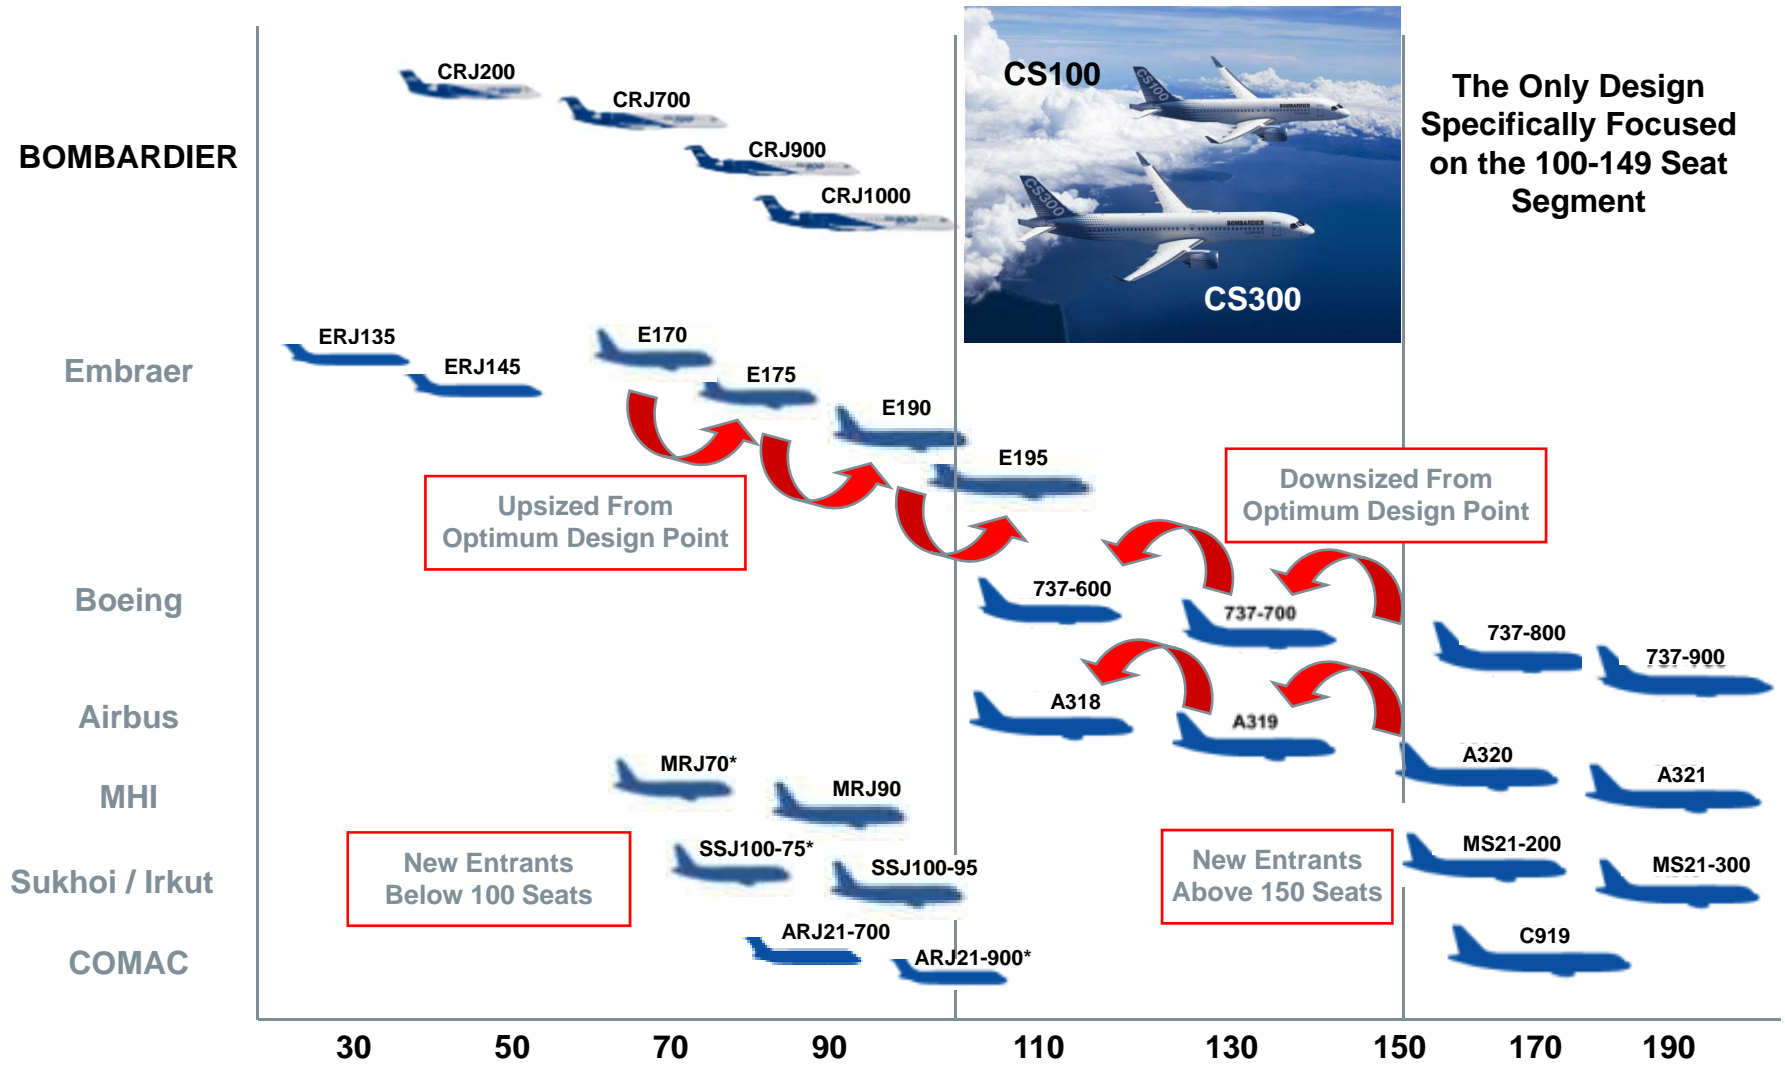 CRJ200
CRJ700
CRJ900
CRJ1000
BOMBARDIER
CS100
CS100
BOMBARDIER
CS300
BOMBARDIER
CS300
The Only Design
Specifically Focused
on the 100-149 Seat
Segment
Embraer
ERJ135
ERJ145
E170
E175
E190
E195
Upsized From
Optimum Design Point
Downsized From
Optimum Design Point
Boeing
737-600
737-700
737-800
737-900
Airbus
A318
A319
A320
A321
MHI
MRJ70*
MRJ90
New Entrants
Below 100 Seats
New Entrants
Above 150 Seats
Sukhoi / Irkut
SSJ100-75*
SSJ100-95
MS21-200
MS21-300
COMAC
ARJ21-700
ARJ21-900*
C919
30 50 70 90 110 130 150 170 190